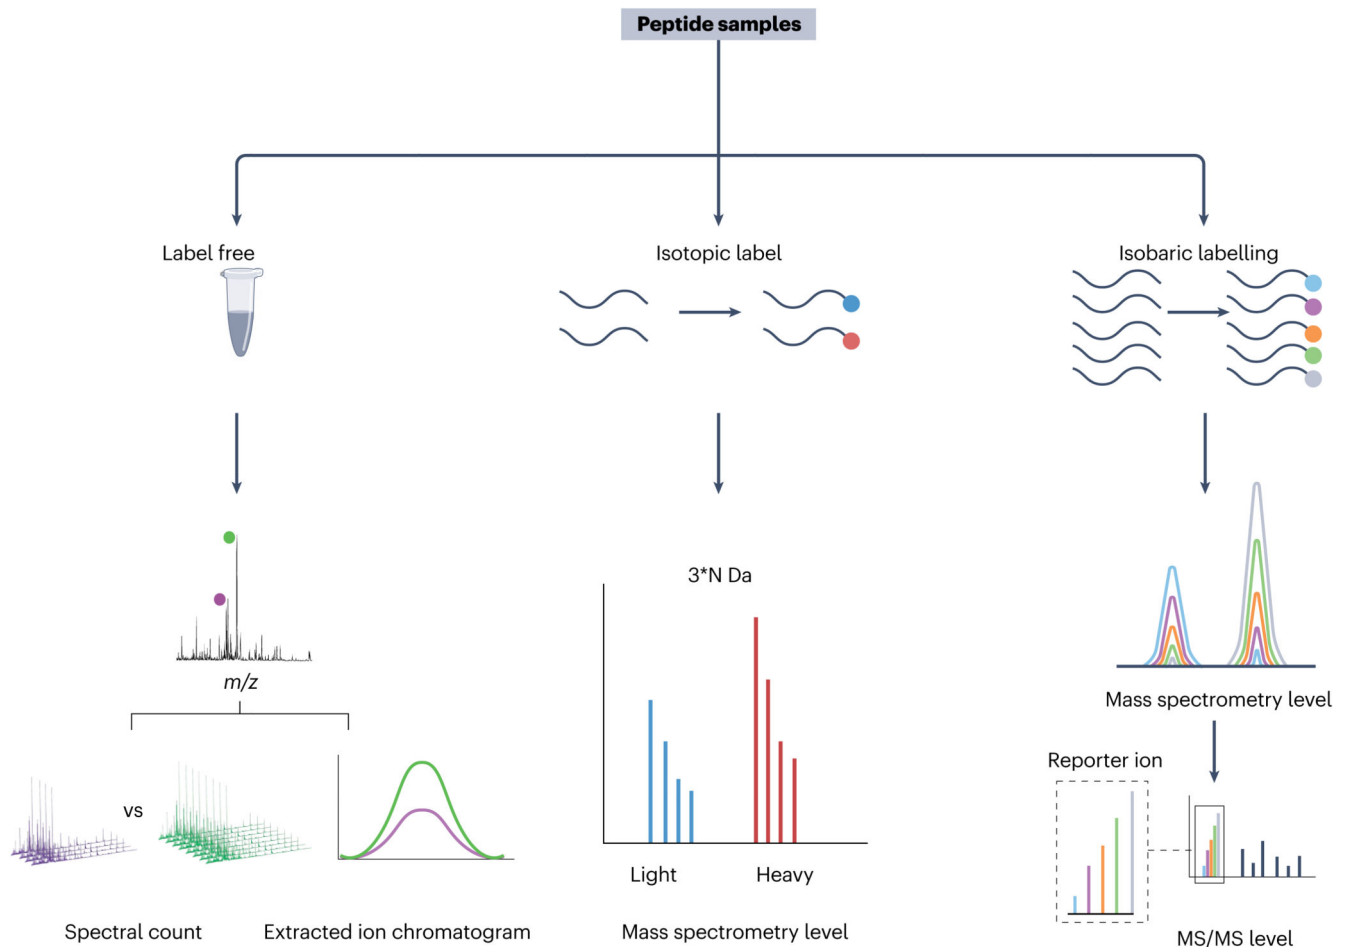 Peptide samples
Label free
Isotopic label
Isobaric labelling
3*N Da
m/z
Mass spectrometry level
Reporter ion
vs
Light
Heavy
Spectral count
Extracted ion chromatogram
Mass spectrometry level
MS/MS level